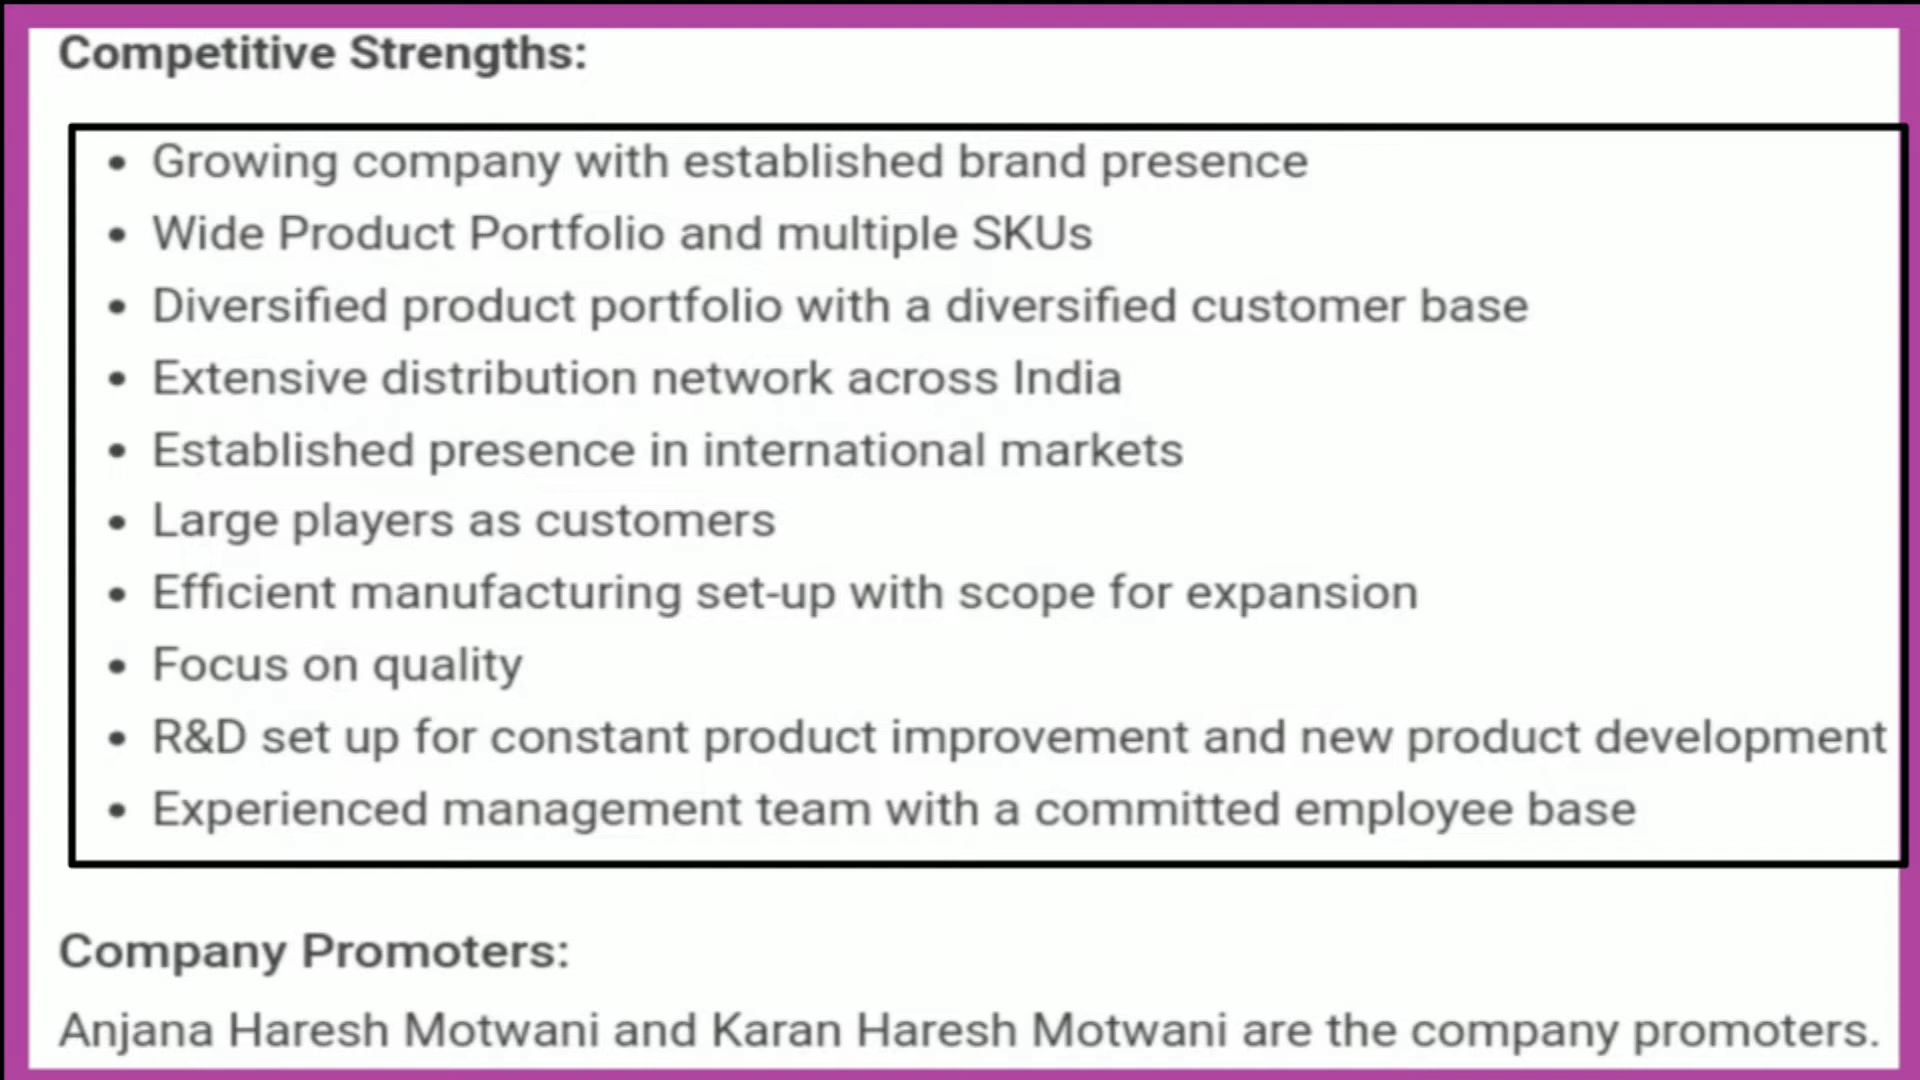 Competitive Strengths:
• Growing company with established brand presence
• Wide Product Portfolio and multiple SKUs
• Diversified product portfolio with a diversified customer base
• Extensive distribution network across India
• Established presence in international markets
• Large players as customers
• Efficient manufacturing set-up with scope for expansion
• Focus on quality
• R&D set up for constant product improvement and new product development
• Experienced management team with a committed employee base
Company Promoters:
Anjana Haresh Motwani and Karan Haresh Motwani are the company promoters.